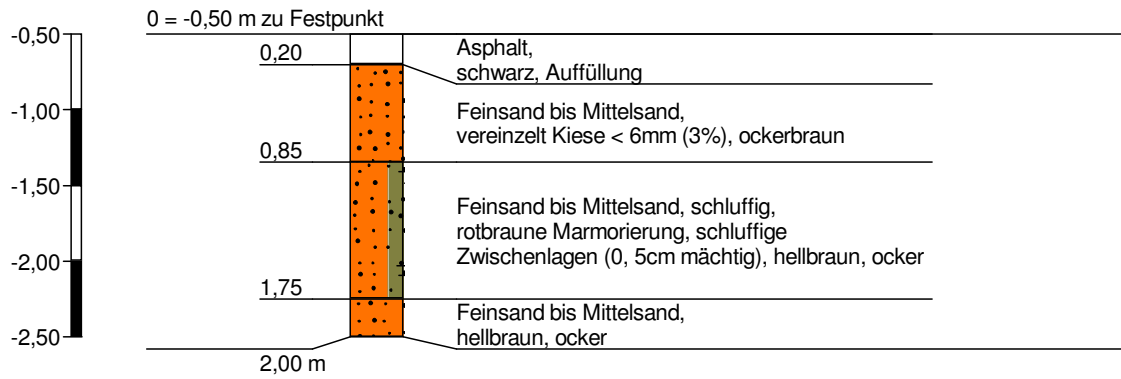 0 = -0,50 m zu Festpunkt
-0,50
-1,00
-1,50
-2,00
-2,50
0,20
Asphalt,
schwarz, Auffüllung
Feinsand bis Mittelsand,
vereinzelt Kiese < 6mm (3%), ockerbraun
0,85
Feinsand bis Mittelsand, schluffig,
rotbraune Marmorierung, schluffige
Zwischenlagen (0, 5cm mächtig), hellbraun, ocker
1,75
Feinsand bis Mittelsand,
hellbraun, ocker
2,00 m